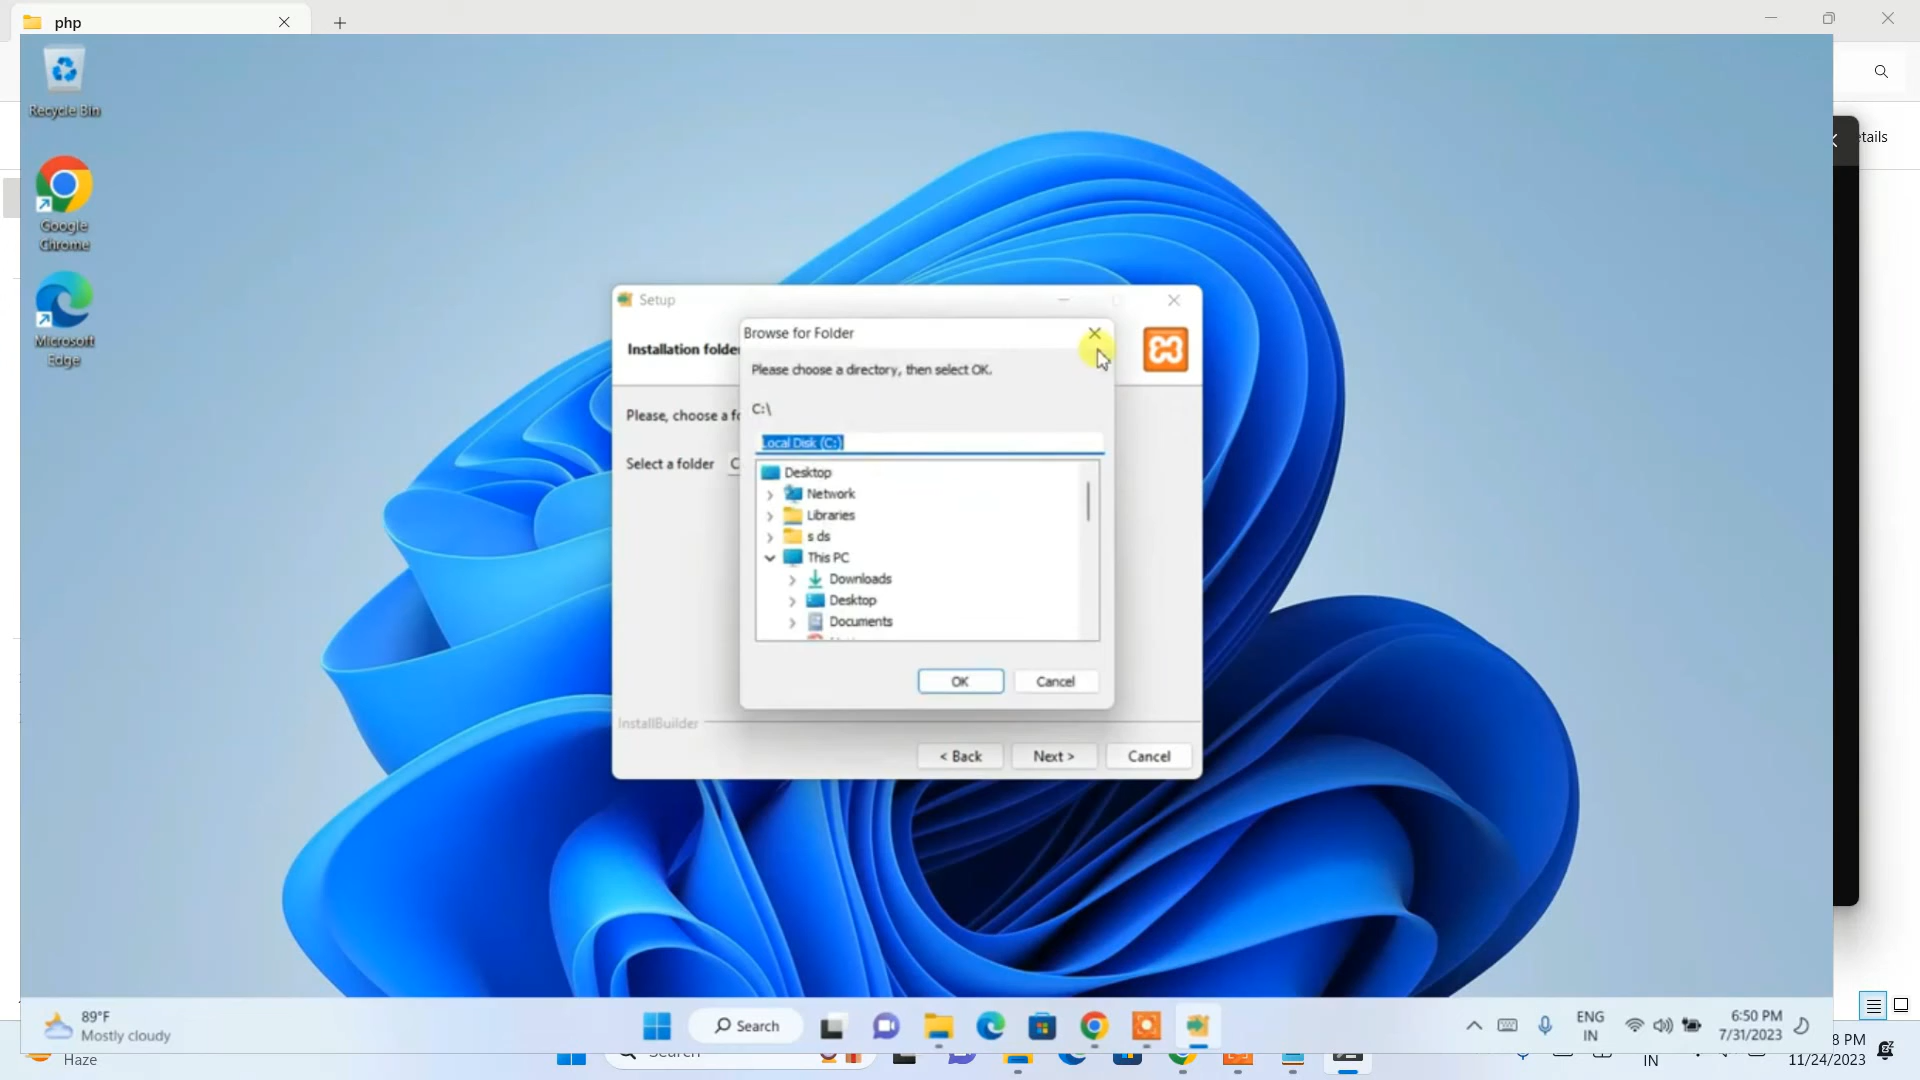 php
Recycle Bin
etails
Google
Chrome
Microsoft
Edge
Setup
Browse for Folder
Installation folde
Please choose a directory, then select OK.
C:\
Please, choose a fo
Local Disk (C:)
Select a folder
Desktop
Network
Libraries
s ds
This PC
Downloads
Desktop
Documents
OK
Cancel
InstallBuilder
< Back
Next >
Cancel
89°F
Mostly cloudy
Search
ENG
IN
6:50 PM
7/31/2023
Haze
Search
IN
8 PM
11/24/2023